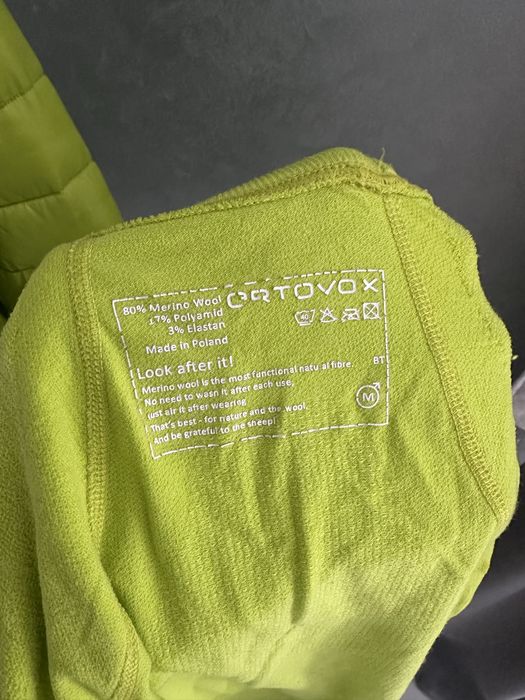 80% Merino Wool
17% Polyamid
3% Elastan
Made in Poland
ORTOVOX
40
Look after it!
Merino wool is the most functional natural fibre.
No need to wash it after each use,
just air it after wearing
That's best - for nature and the wool.
And be grateful to the sheep!
BT
M